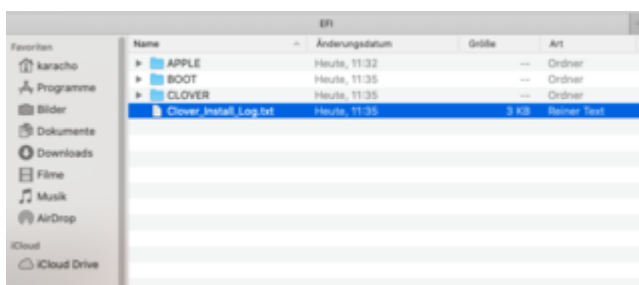 EFI
Favoriten
karacho
Programme
Bilder
Dokumente
Downloads
Filme
Musik
AirDrop
iCloud
iCloud Drive
Name Änderungsdatum Größe Art
APPLE Heute, 11:32 -- Ordner
BOOT Heute, 11:35 -- Ordner
CLOVER Heute, 11:35 -- Ordner
Clover_Install_Log.txt Heute, 11:35 3 KB Reiner Text